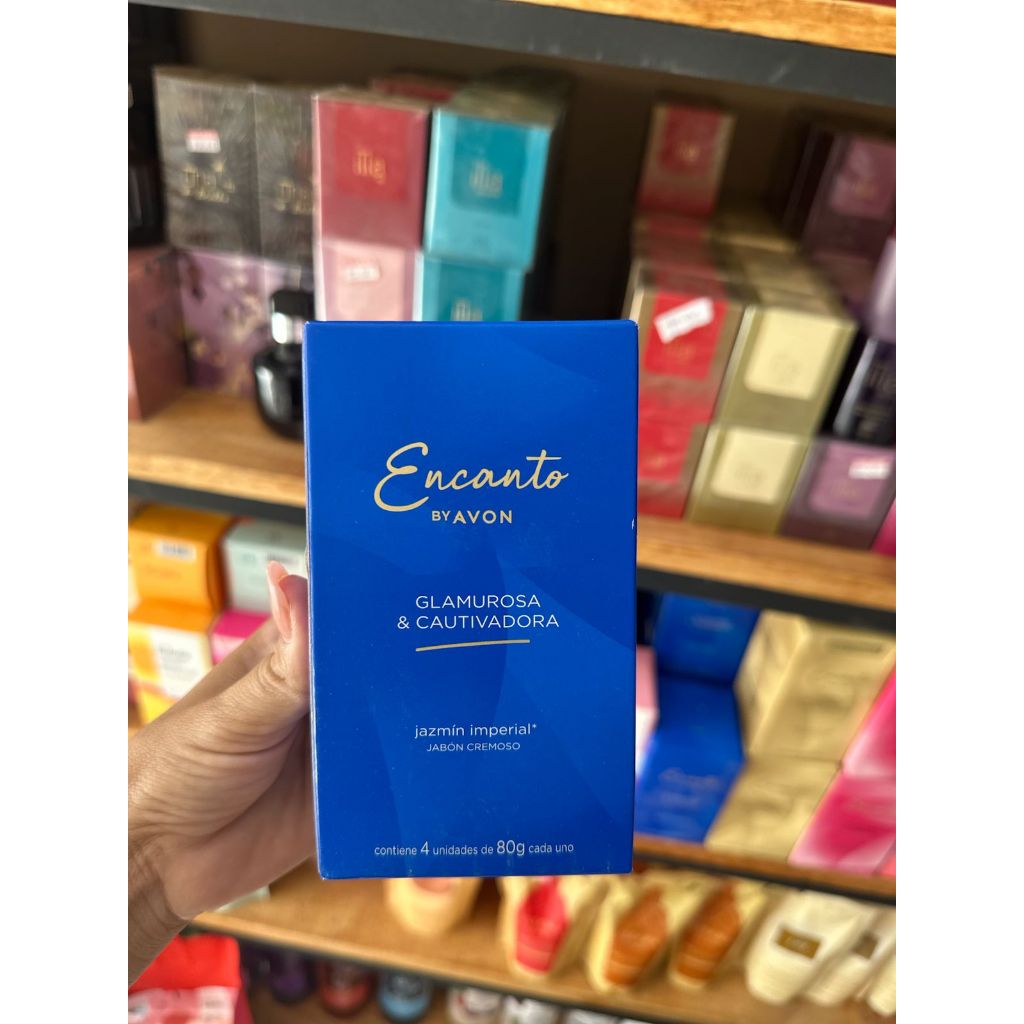 Encanto
BY AVON
GLAMUROSA
& CAUTIVADORA
jazmín imperial*
JABÓN CREMOSO
contiene 4 unidades de 80g cada uno